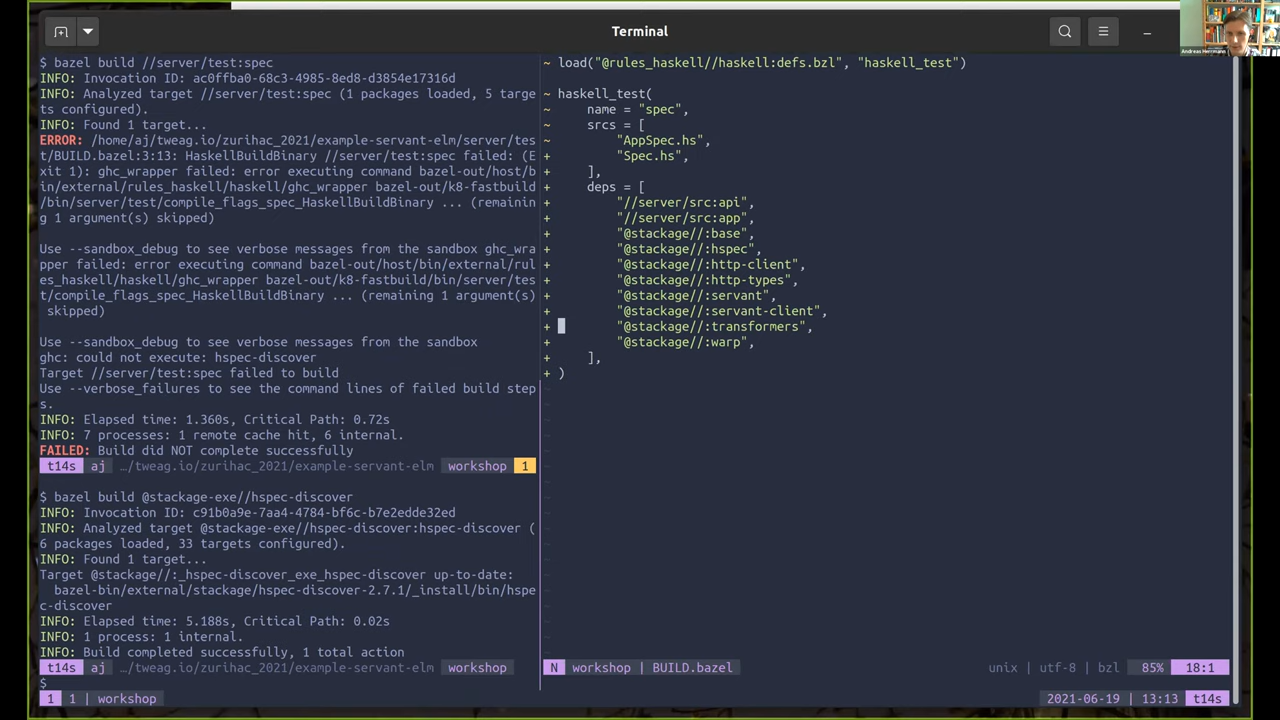 Terminal
Andreas Herrmann
$ bazel build //server/test:spec
INFO: Invocation ID: ac0ffba0-68c3-4985-8ed8-d3854e17316d
INFO: Analyzed target //server/test:spec (1 packages loaded, 5 targe
ts configured).
INFO: Found 1 target...
ERROR: /home/aj/tweag.io/zurihac_2021/example-servant-elm/server/tes
t/BUILD.bazel:3:13: HaskellBuildBinary //server/test:spec failed: (E
xit 1): ghc_wrapper failed: error executing command bazel-out/host/b
in/external/rules_haskell/haskell/ghc_wrapper bazel-out/k8-fastbuild
/bin/server/test/compile_flags_spec_HaskellBuildBinary ... (remainin
g 1 argument(s) skipped)
Use --sandbox_debug to see verbose messages from the sandbox ghc_wra
pper failed: error executing command bazel-out/host/bin/external/rul
es_haskell/haskell/ghc_wrapper bazel-out/k8-fastbuild/bin/server/tes
t/compile_flags_spec_HaskellBuildBinary ... (remaining 1 argument(s)
skipped)
Use --sandbox_debug to see verbose messages from the sandbox
ghc: could not execute: hspec-discover
Target //server/test:spec failed to build
Use --verbose_failures to see the command lines of failed build step
s.
INFO: Elapsed time: 1.360s, Critical Path: 0.72s
INFO: 7 processes: 1 remote cache hit, 6 internal.
FAILED: Build did NOT complete successfully
t14s aj …/tweag.io/zurihac_2021/example-servant-elm workshop 1
$ bazel build @stackage-exe//hspec-discover
INFO: Invocation ID: c91b0a9e-7aa4-4784-bf6c-b7e2edde32ed
INFO: Analyzed target @stackage-exe//hspec-discover:hspec-discover (
6 packages loaded, 33 targets configured).
INFO: Found 1 target...
Target @stackage//:_hspec-discover_exe_hspec-discover up-to-date:
bazel-bin/external/stackage/hspec-discover-2.7.1/_install/bin/hspe
c-discover
INFO: Elapsed time: 5.188s, Critical Path: 0.02s
INFO: 1 process: 1 internal.
INFO: Build completed successfully, 1 total action
t14s aj …/tweag.io/zurihac_2021/example-servant-elm workshop
$
~ load("@rules_haskell//haskell:defs.bzl", "haskell_test")
~ haskell_test(
~ name = "spec",
~ srcs = [
~ "AppSpec.hs",
+ "Spec.hs",
+ ],
+ deps = [
+ "//server/src:api",
+ "//server/src:app",
+ "@stackage//:base",
+ "@stackage//:hspec",
+ "@stackage//:http-client",
+ "@stackage//:http-types",
+ "@stackage//:servant",
+ "@stackage//:servant-client",
+ "@stackage//:transformers",
+ "@stackage//:warp",
+ ],
+ )
N workshop | BUILD.bazel unix | utf-8 | bzl 85% 18:1
1 1 | workshop 2021-06-19 | 13:13 t14s